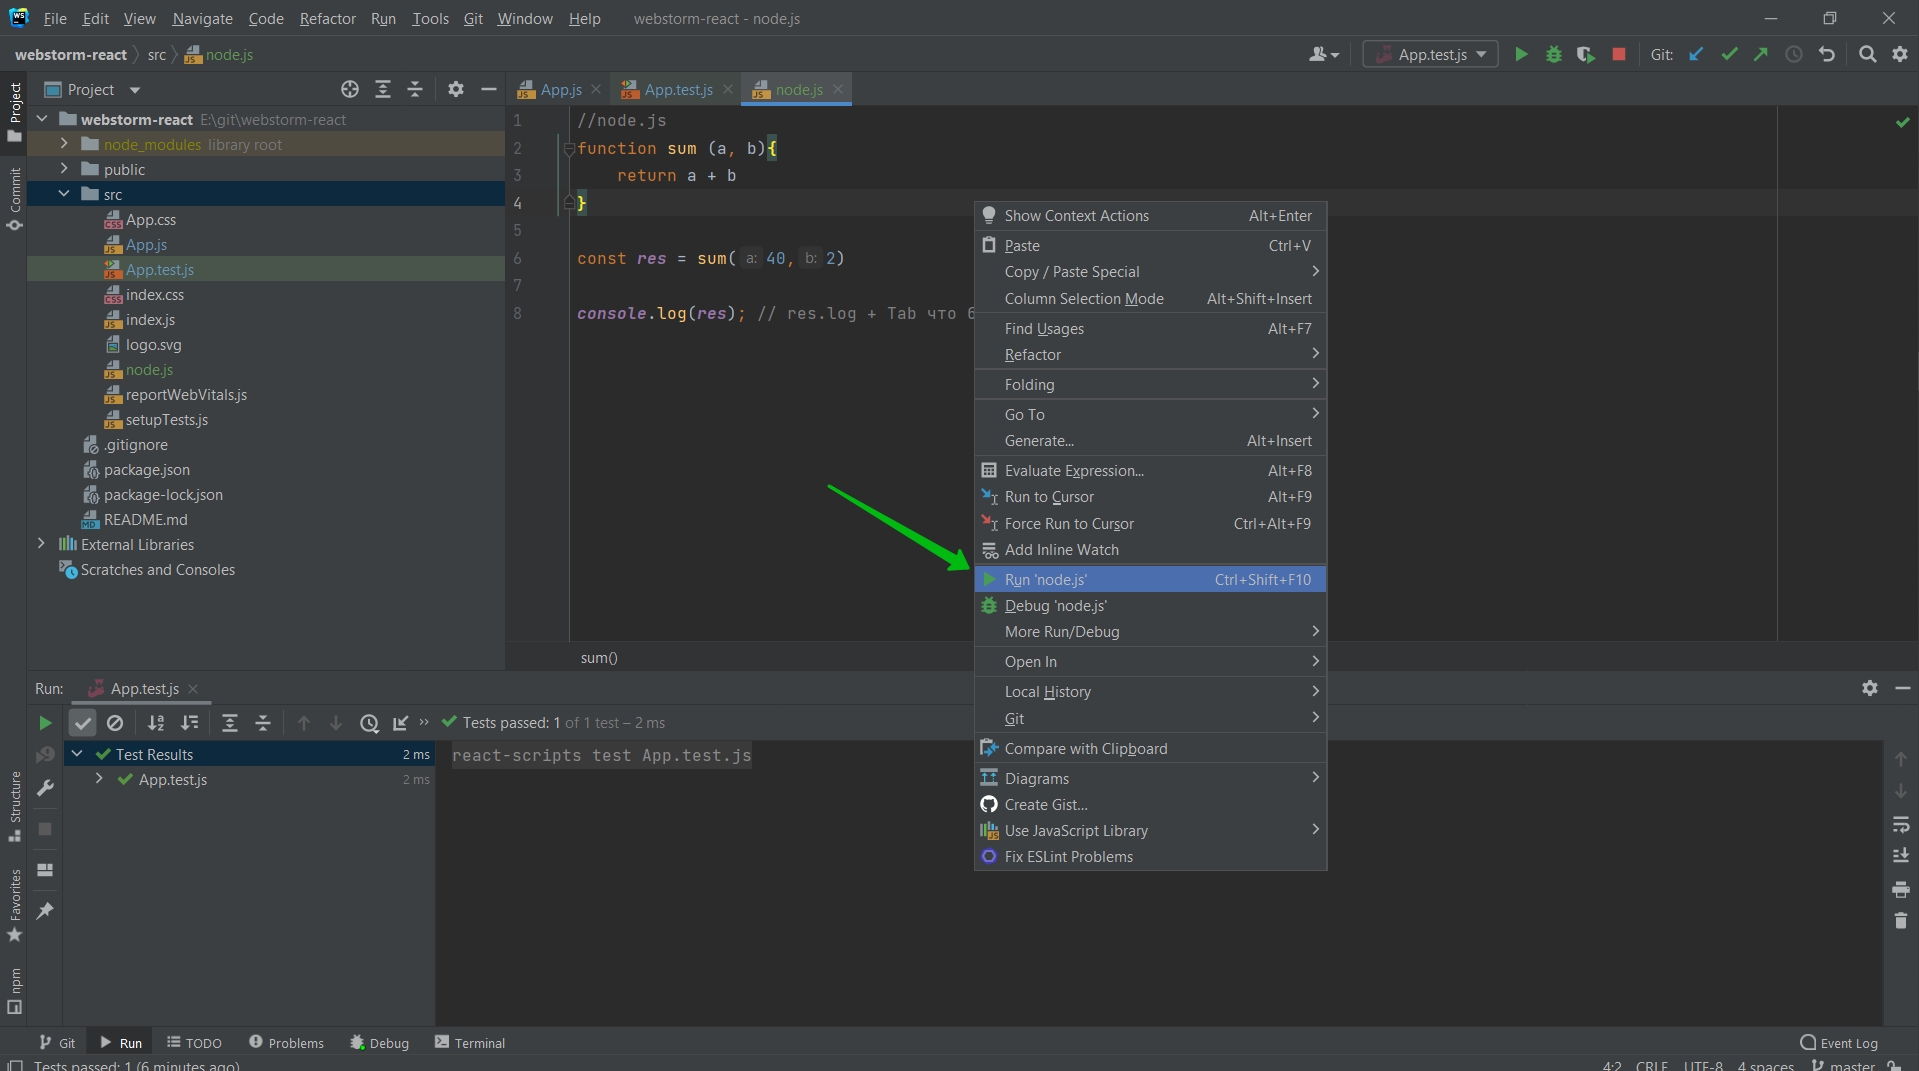 File Edit View Navigate Code Refactor Run Tools Git Window Help webstorm-react - node.js
webstorm-react src node.js App.test.js Git:
Project
App.js App.test.js node.js
webstorm-react E:\git\webstorm-react
node_modules library root
public
src
App.css
App.js
App.test.js
index.css
index.js
logo.svg
node.js
reportWebVitals.js
setupTests.js
.gitignore
package.json
package-lock.json
README.md
External Libraries
Scratches and Consoles
Project
Commit
Structure
Favorites
npm
1 //node.js
2 function sum (a, b){
3 return a + b
4 }
5
6 const res = sum( a: 40, b: 2)
7
8 console.log(res); // res.log + Tab что
sum()
Show Context Actions Alt+Enter
Paste Ctrl+V
Copy / Paste Special
Column Selection Mode Alt+Shift+Insert
Find Usages Alt+F7
Refactor
Folding
Go To
Generate... Alt+Insert
Evaluate Expression... Alt+F8
Run to Cursor Alt+F9
Force Run to Cursor Ctrl+Alt+F9
Add Inline Watch
Run 'node.js' Ctrl+Shift+F10
Debug 'node.js'
More Run/Debug
Open In
Local History
Git
Compare with Clipboard
Diagrams
Create Gist...
Use JavaScript Library
Fix ESLint Problems
Run: App.test.js
Tests passed: 1 of 1 test – 2 ms
Test Results 2 ms
App.test.js 2 ms
react-scripts test App.test.js
Git Run TODO Problems Debug Terminal Event Log
Tests passed: 1 (6 minutes ago) 4:2 CRLF UTF-8 4 spaces master